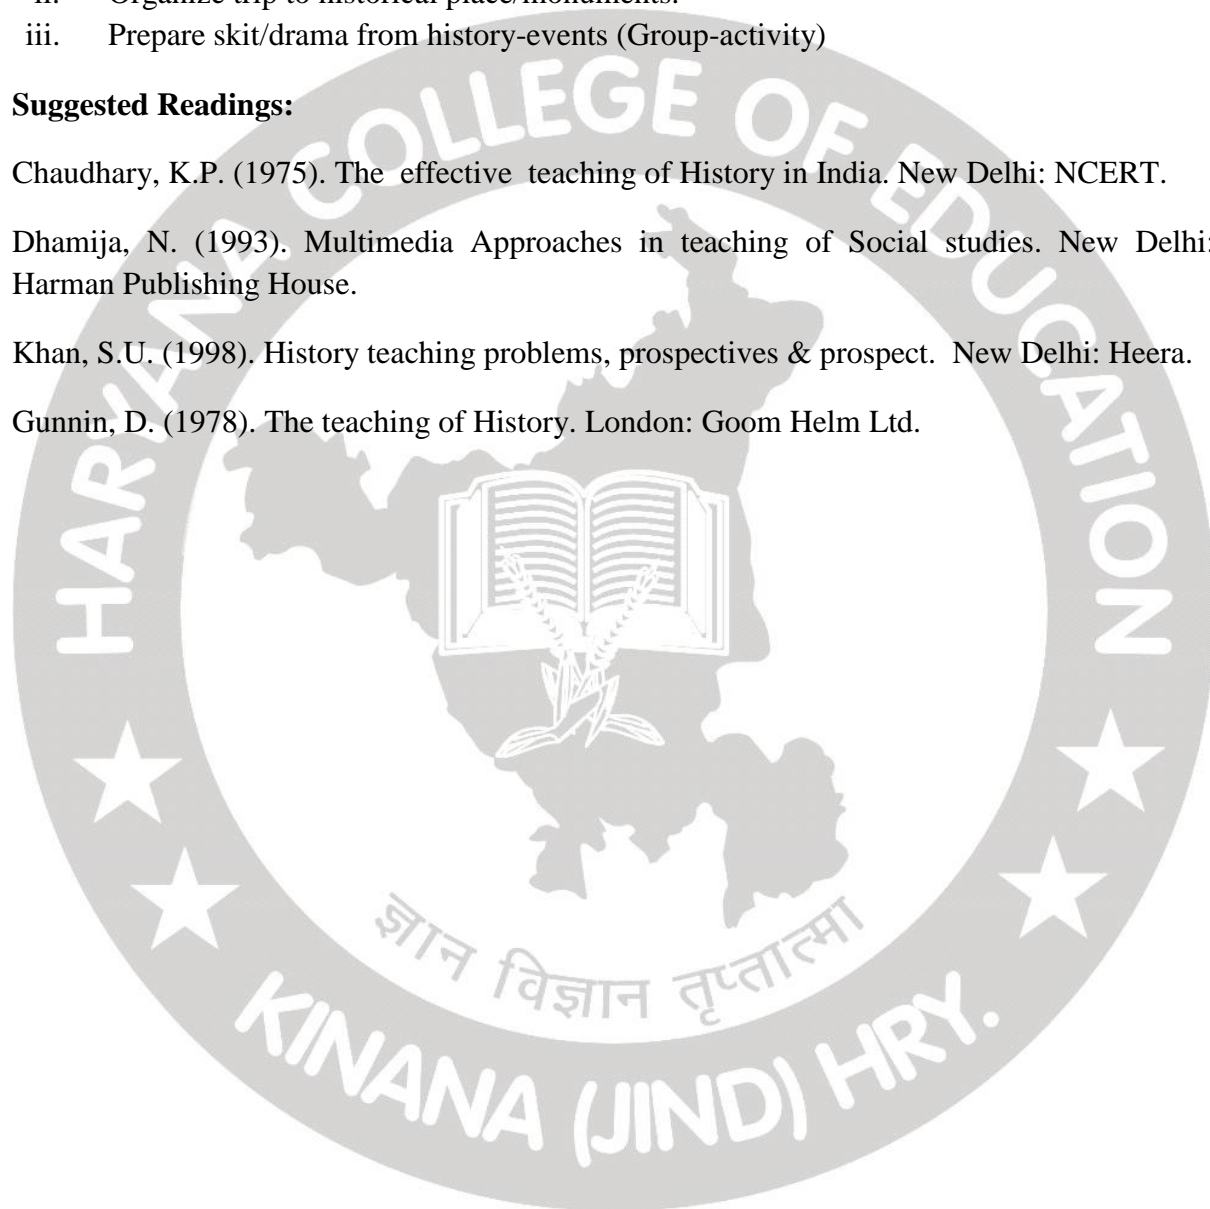 ii. Organize trip to historical place/monuments.
iii. Prepare skit/drama from history-events (Group-activity)
Suggested Readings:
Chaudhary, K.P. (1975). The effective teaching of History in India. New Delhi: NCERT.
Dhamija, N. (1993). Multimedia Approaches in teaching of Social studies. New Delhi:
Harman Publishing House.
Khan, S.U. (1998). History teaching problems, prospectives & prospect. New Delhi: Heera.
Gunnin, D. (1978). The teaching of History. London: Goom Helm Ltd.
HARYANA COLLEGE OF EDUCATION
ज्ञान विज्ञान तृप्तात्मा
KINANA (JIND) HRY.